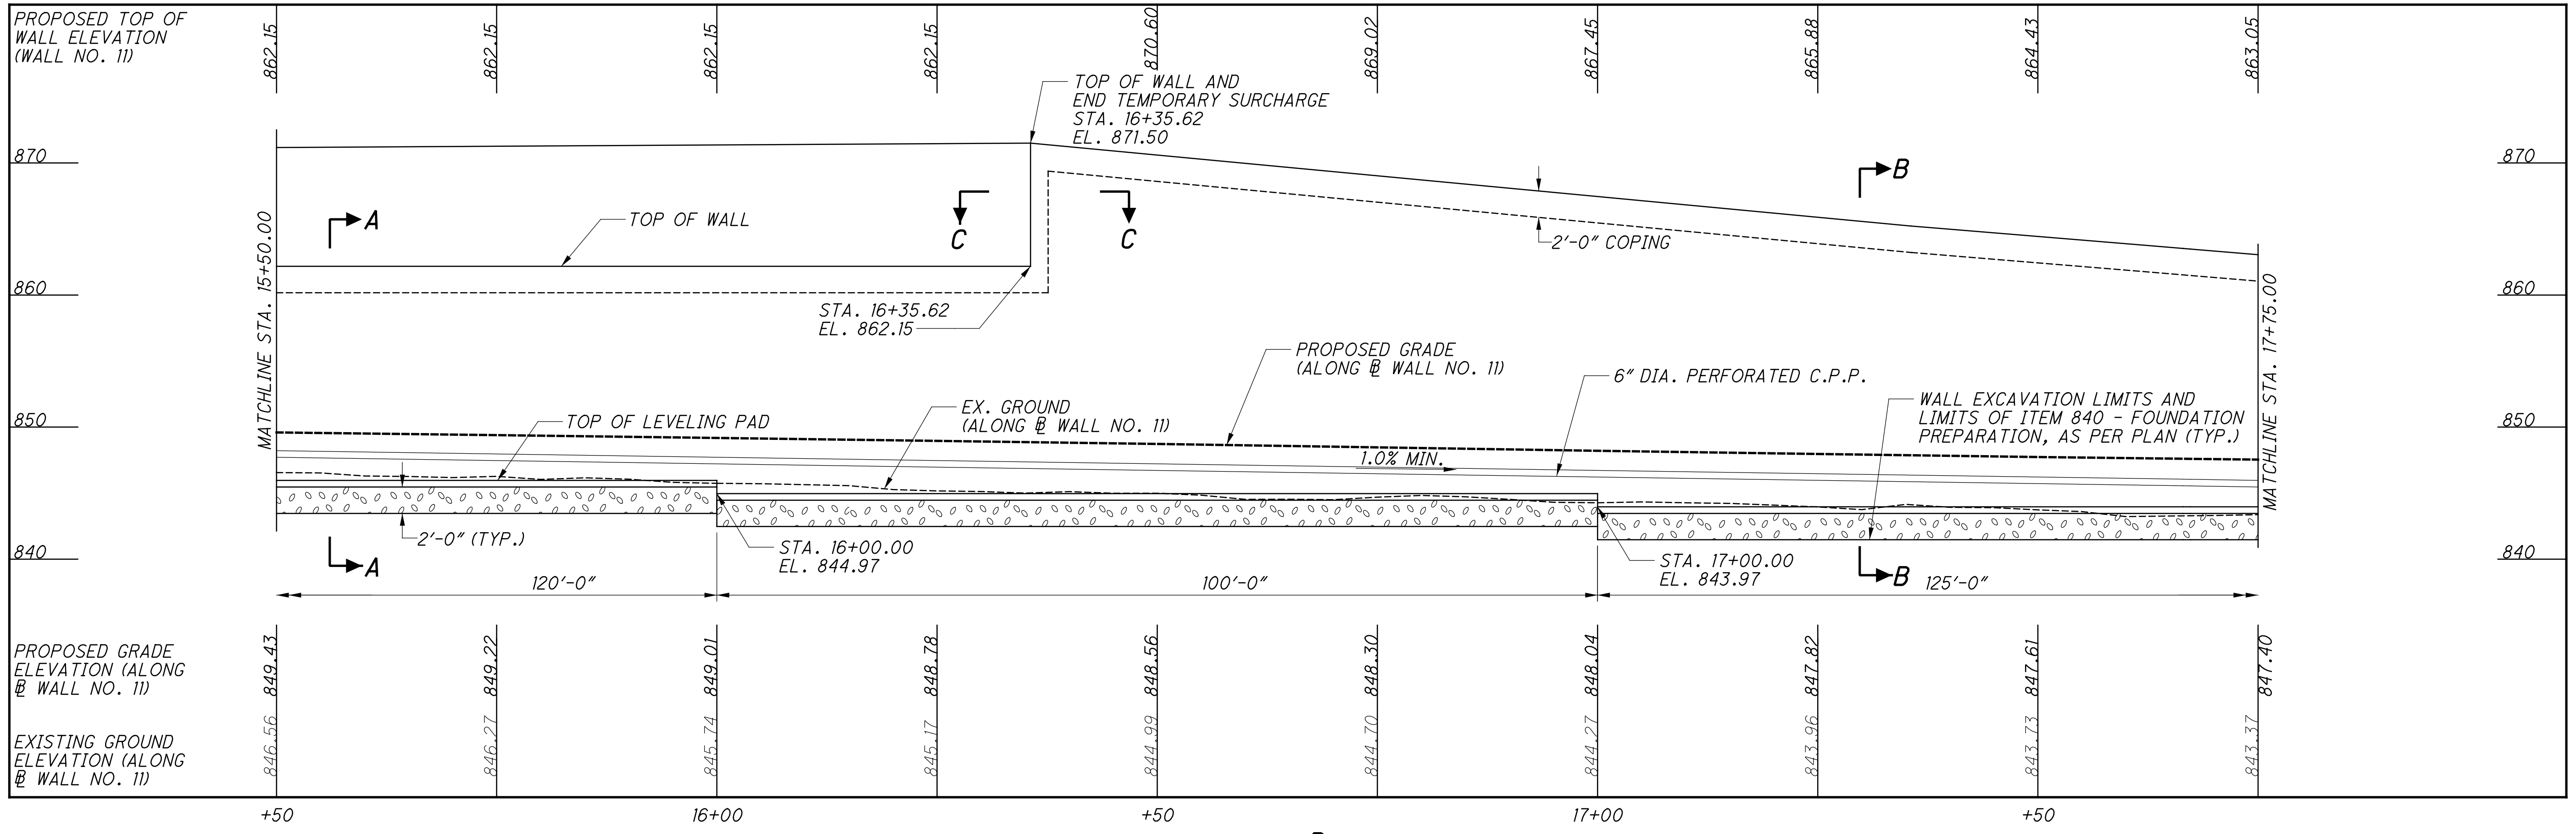 PROPOSED TOP OF
WALL ELEVATION
(WALL NO. 11)
862.15
862.15
862.15
862.15
870.60
869.02
867.45
865.88
864.43
863.05
TOP OF WALL AND
END TEMPORARY SURCHARGE
STA. 16+35.62
EL. 871.50
870
870
B
A
TOP OF WALL
C
C
2'-0" COPING
MATCHLINE STA. 15+50.00
MATCHLINE STA. 17+75.00
860
860
STA. 16+35.62
EL. 862.15
PROPOSED GRADE
(ALONG BL WALL NO. 11)
6" DIA. PERFORATED C.P.P.
WALL EXCAVATION LIMITS AND
LIMITS OF ITEM 840 - FOUNDATION
PREPARATION, AS PER PLAN (TYP.)
850
850
TOP OF LEVELING PAD
EX. GROUND
(ALONG BL WALL NO. 11)
1.0% MIN.
2'-0" (TYP.)
STA. 16+00.00
EL. 844.97
STA. 17+00.00
EL. 843.97
840
840
A
B
120'-0"
100'-0"
125'-0"
PROPOSED GRADE
ELEVATION (ALONG
BL WALL NO. 11)
849.43
849.22
849.01
848.78
848.56
848.30
848.04
847.82
847.61
847.40
EXISTING GROUND
ELEVATION (ALONG
BL WALL NO. 11)
846.56
846.27
845.74
845.17
844.99
844.70
844.27
843.96
843.73
843.37
+50
16+00
+50
17+00
+50